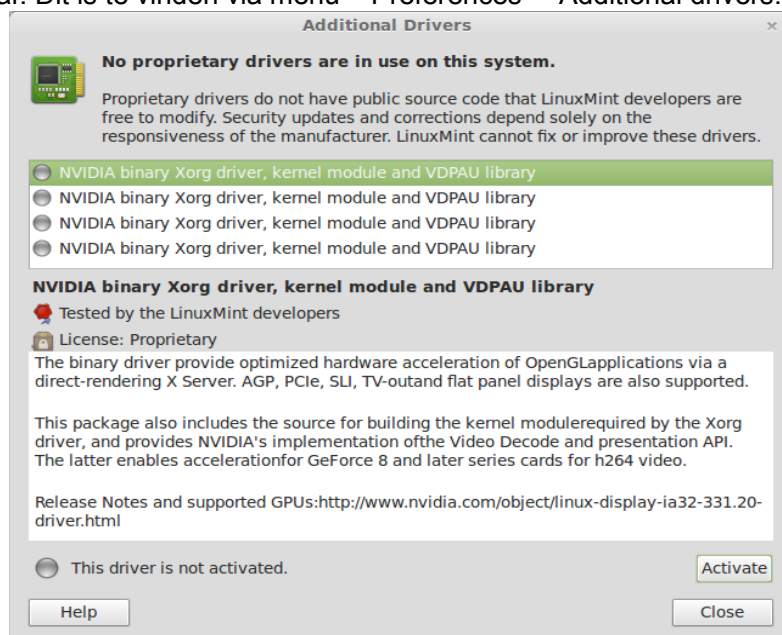 ar. Dit is te vinden via menu Preferences Additional drivers.
Additional Drivers
No proprietary drivers are in use on this system.
Proprietary drivers do not have public source code that LinuxMint developers are
free to modify. Security updates and corrections depend solely on the
responsiveness of the manufacturer. LinuxMint cannot fix or improve these drivers.
NVIDIA binary Xorg driver, kernel module and VDPAU library
NVIDIA binary Xorg driver, kernel module and VDPAU library
NVIDIA binary Xorg driver, kernel module and VDPAU library
NVIDIA binary Xorg driver, kernel module and VDPAU library
NVIDIA binary Xorg driver, kernel module and VDPAU library
Tested by the LinuxMint developers
License: Proprietary
The binary driver provide optimized hardware acceleration of OpenGLapplications via a
direct-rendering X Server. AGP, PCIe, SLI, TV-outand flat panel displays are also supported.
This package also includes the source for building the kernel modulerequired by the Xorg
driver, and provides NVIDIA's implementation ofthe Video Decode and presentation API.
The latter enables accelerationfor GeForce 8 and later series cards for h264 video.
Release Notes and supported GPUs:http://www.nvidia.com/object/linux-display-ia32-331.20-
driver.html
This driver is not activated.
Activate
Help
Close